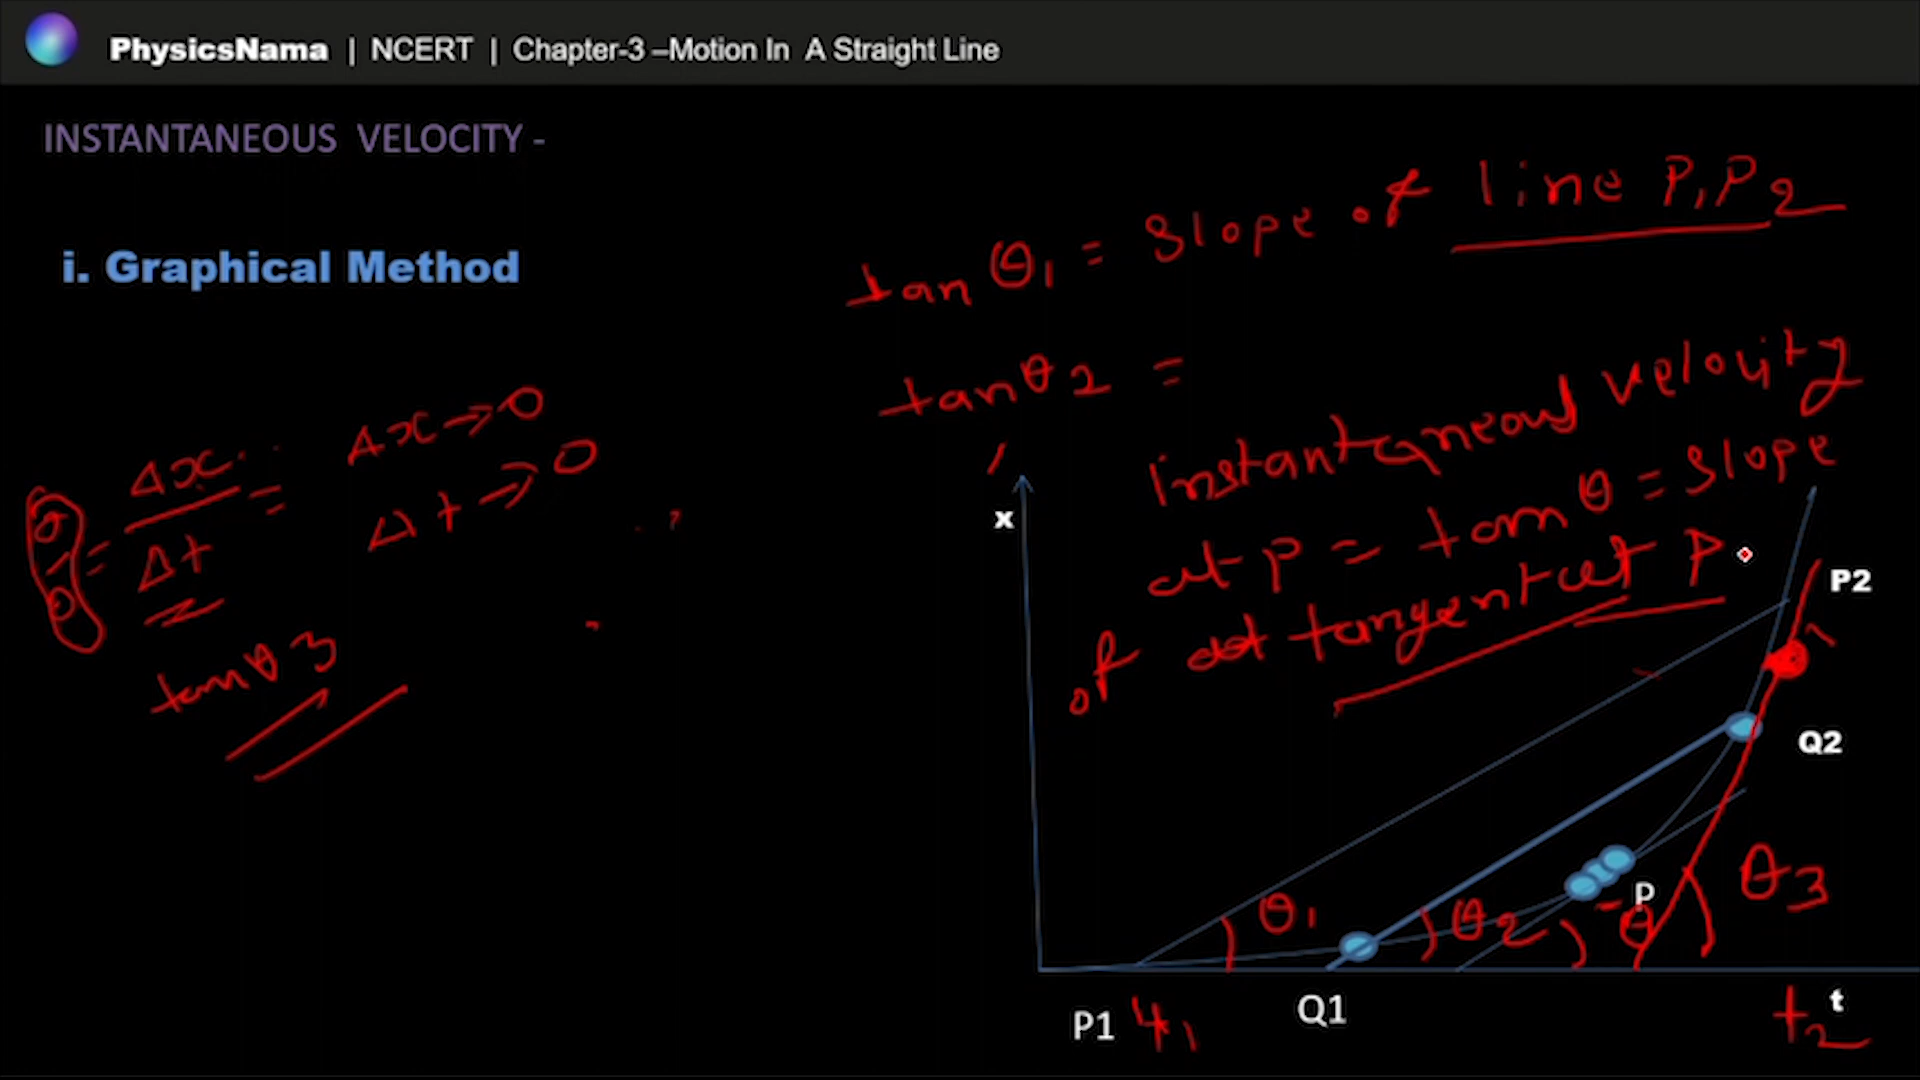 PhysicsNama | NCERT | Chapter-3 –Motion In A Straight Line
INSTANTANEOUS VELOCITY -
i. Graphical Method
tan θ1 = Slope of line P1P2
tan θ2 =
instantaneous velocity
at P = tan θ = Slope
of tangent at P
Δx / Δt =
Δx → 0
Δt → 0
tan θ3
x
P2
Q2
P
θ1
θ2
θ
θ3
P1
Q1
t
t2